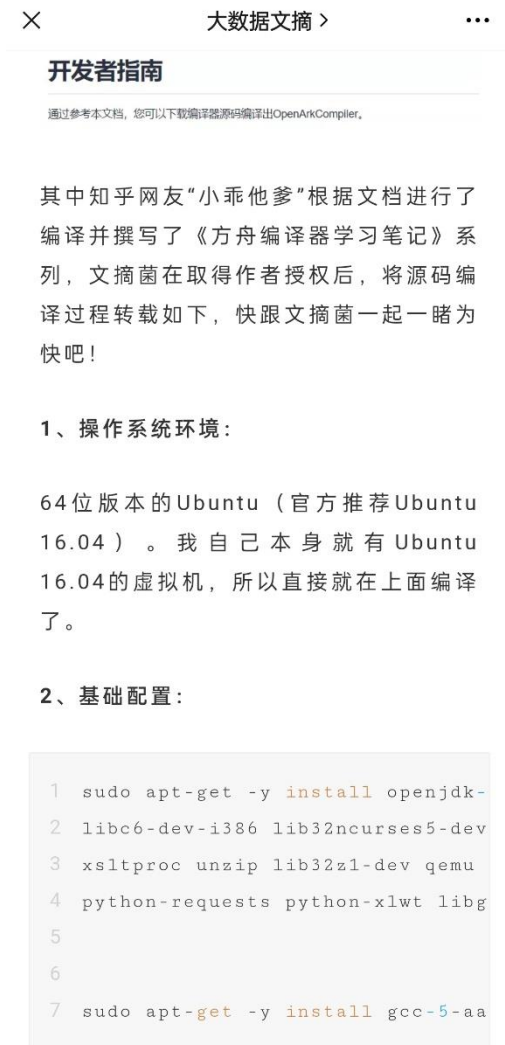 大数据文摘
开发者指南
通过参考本文档，您可以下载编译器源码编译出OpenArkCompiler。
其中知乎网友“小乖他爹”根据文档进行了
编译并撰写了《方舟编译器学习笔记》系
列，文摘菌在取得作者授权后，将源码编
译过程转载如下，快跟文摘菌一起一睹为
快吧！
1、操作系统环境：
64位版本的Ubuntu（官方推荐Ubuntu
16.04）。我自己本身就有Ubuntu
16.04的虚拟机，所以直接就在上面编译
了。
2、基础配置：
1 sudo apt-get -y install openjdk-
2 libc6-dev-i386 lib32ncurses5-dev
3 xsltproc unzip lib32z1-dev qemu
4 python-requests python-xlwt libg
5
6
7 sudo apt-get -y install gcc-5-aa